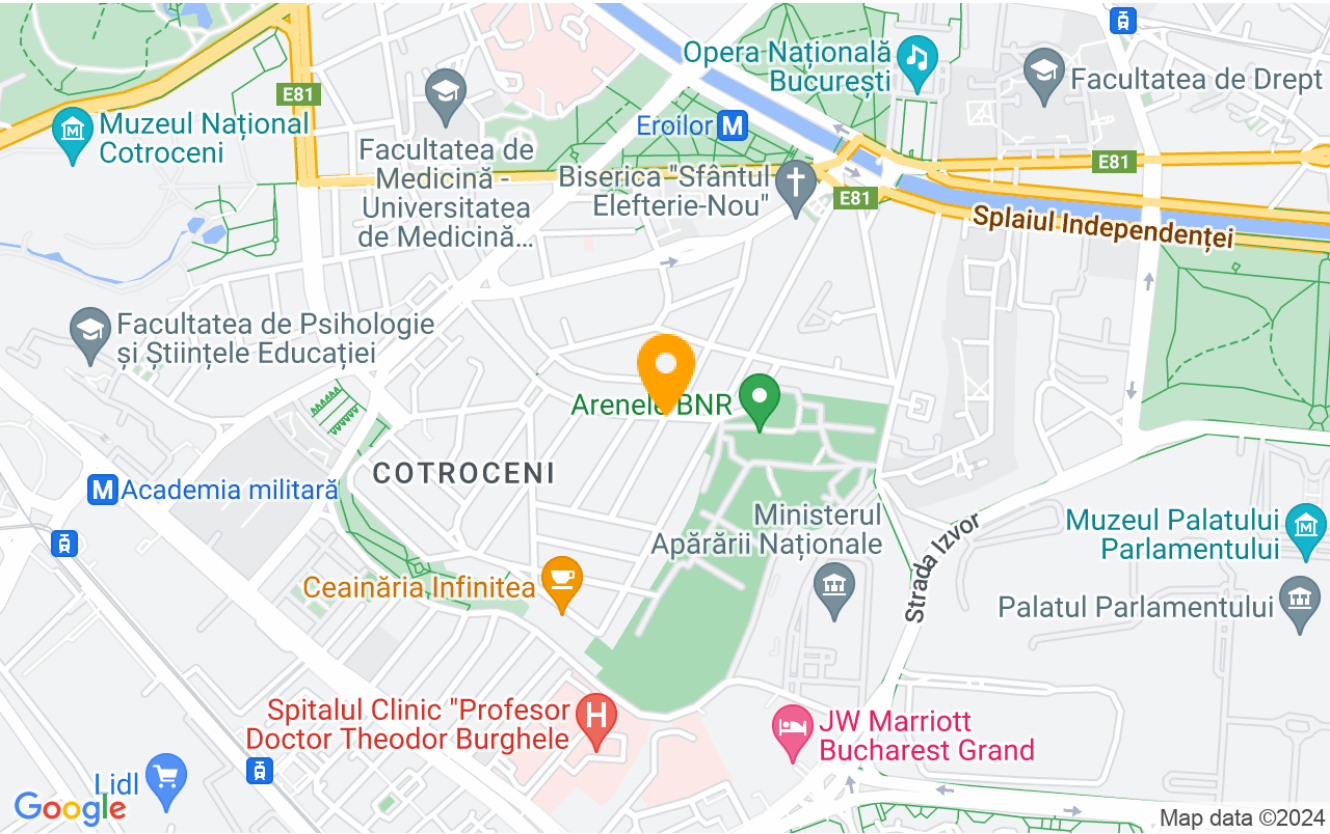 Opera Națională
București
Facultatea de Drept
E81
Muzeul Național
Cotroceni
Eroilor M
Facultatea de
Medicină -
Universitatea
de Medicină...
E81
Biserica "Sfântul
Elefterie-Nou"
E81
Splaiul Independenței
Facultatea de Psihologie
și Științele Educației
Arenele BNR
COTROCENI
M Academia militară
Ministerul
Apărării Naționale
Strada Izvor
Muzeul Palatului
Parlamentului
Ceainăria Infinitea
Palatul Parlamentului
Spitalul Clinic "Profesor
Doctor Theodor Burghele
H
JW Marriott
Bucharest Grand
Lidl
Google
Map data ©2024